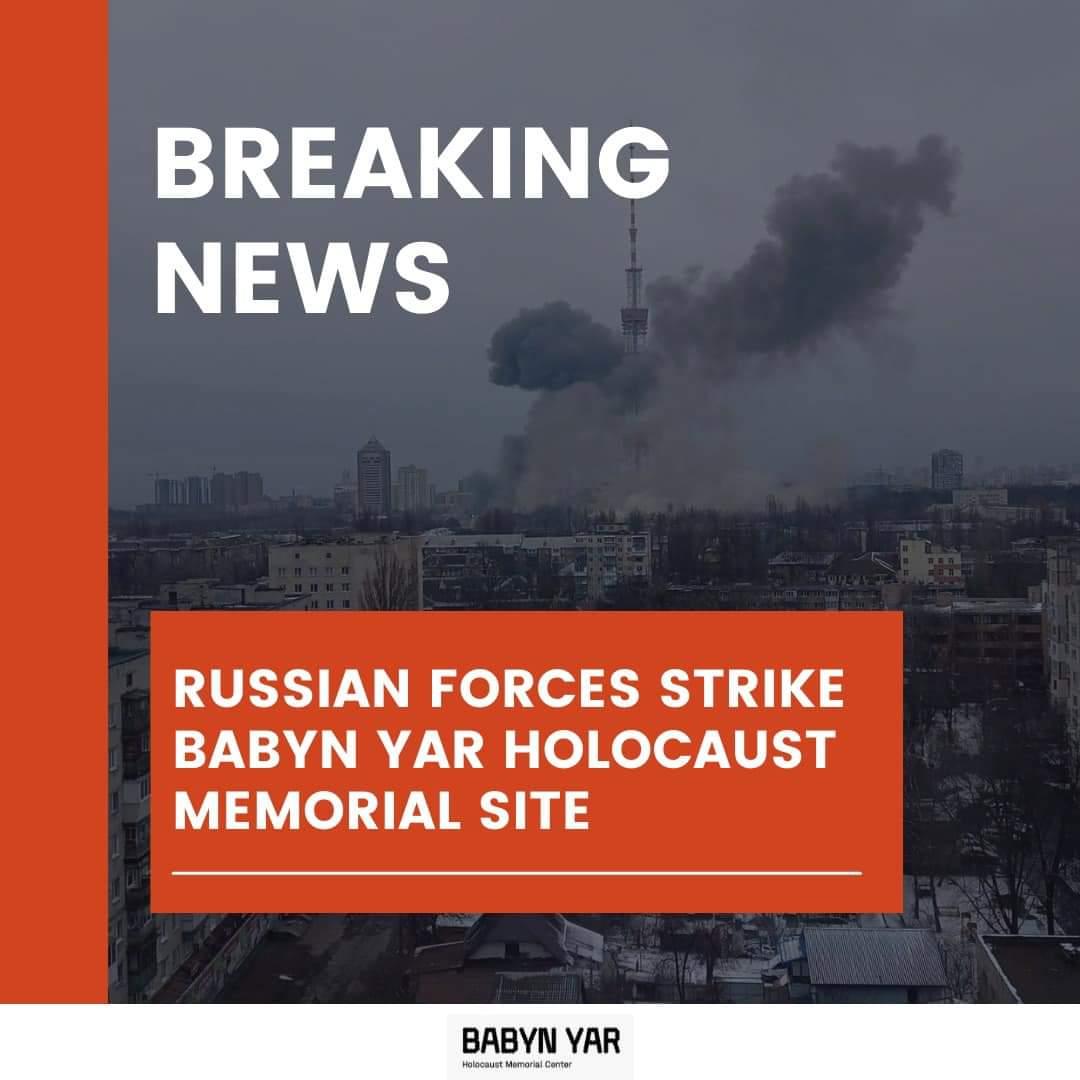 BREAKING
NEWS
RUSSIAN FORCES STRIKE
BABYN YAR HOLOCAUST
MEMORIAL SITE
BABYN YAR
Holocaust Memorial Center